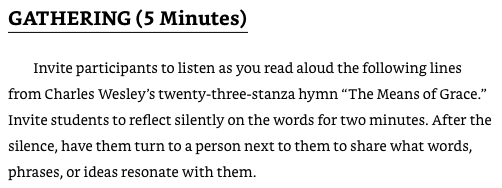 GATHERING (5 Minutes)
Invite participants to listen as you read aloud the following lines
from Charles Wesley’s twenty-three-stanza hymn “The Means of Grace.”
Invite students to reflect silently on the words for two minutes. After the
silence, have them turn to a person next to them to share what words,
phrases, or ideas resonate with them.